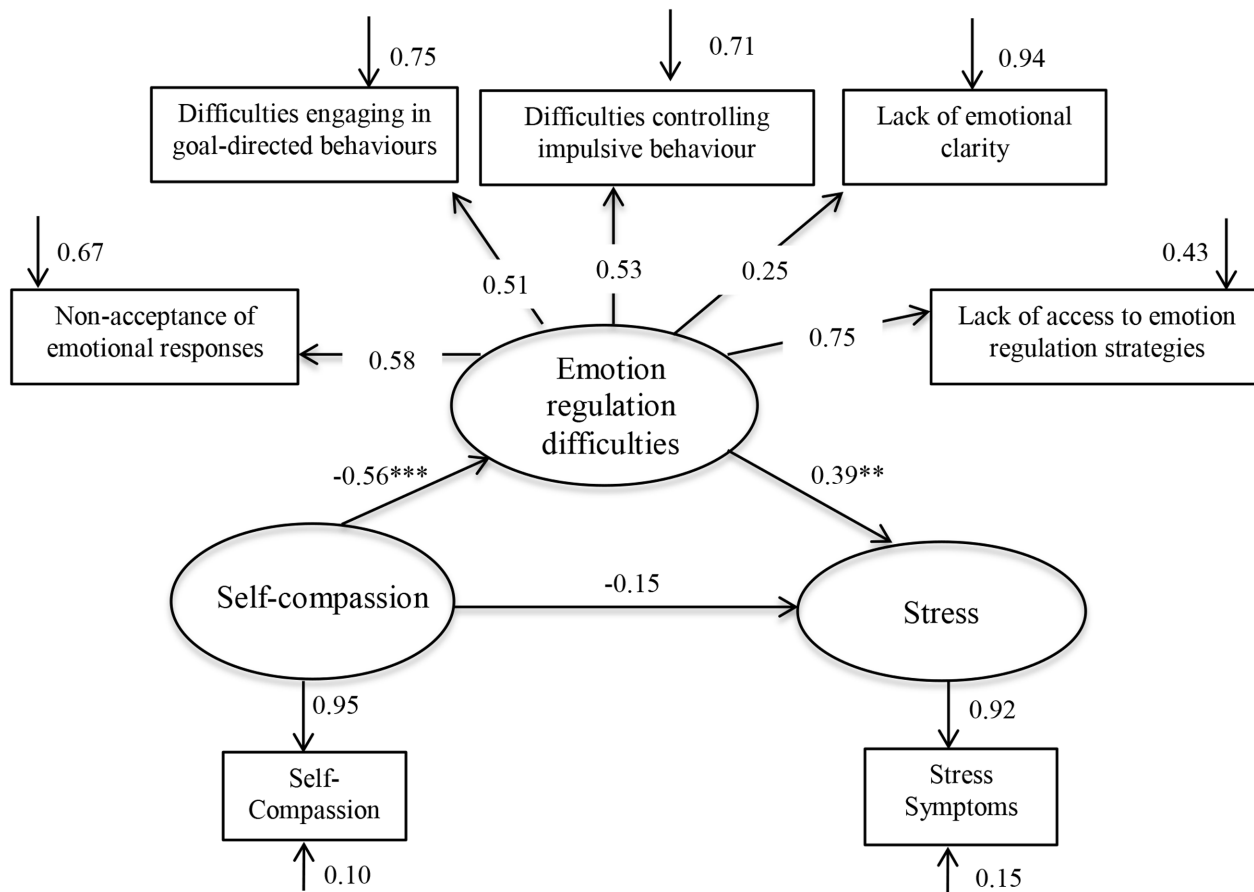 0.75
0.71
0.94
Difficulties engaging in
goal-directed behaviours
Difficulties controlling
impulsive behaviour
Lack of emotional
clarity
0.67
0.43
0.51
0.53
0.25
Non-acceptance of
emotional responses
0.58
0.75
Lack of access to emotion
regulation strategies
Emotion
regulation
difficulties
-0.56***
0.39**
Self-compassion
-0.15
Stress
0.95
0.92
Self-
Compassion
Stress
Symptoms
0.10
0.15